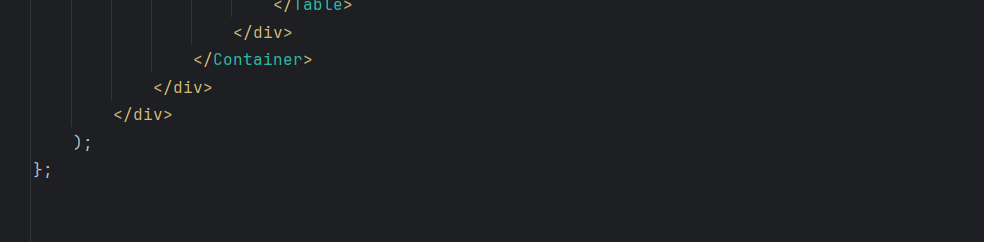 </Table>
</div>
</Container>
</div>
</div>
);
};